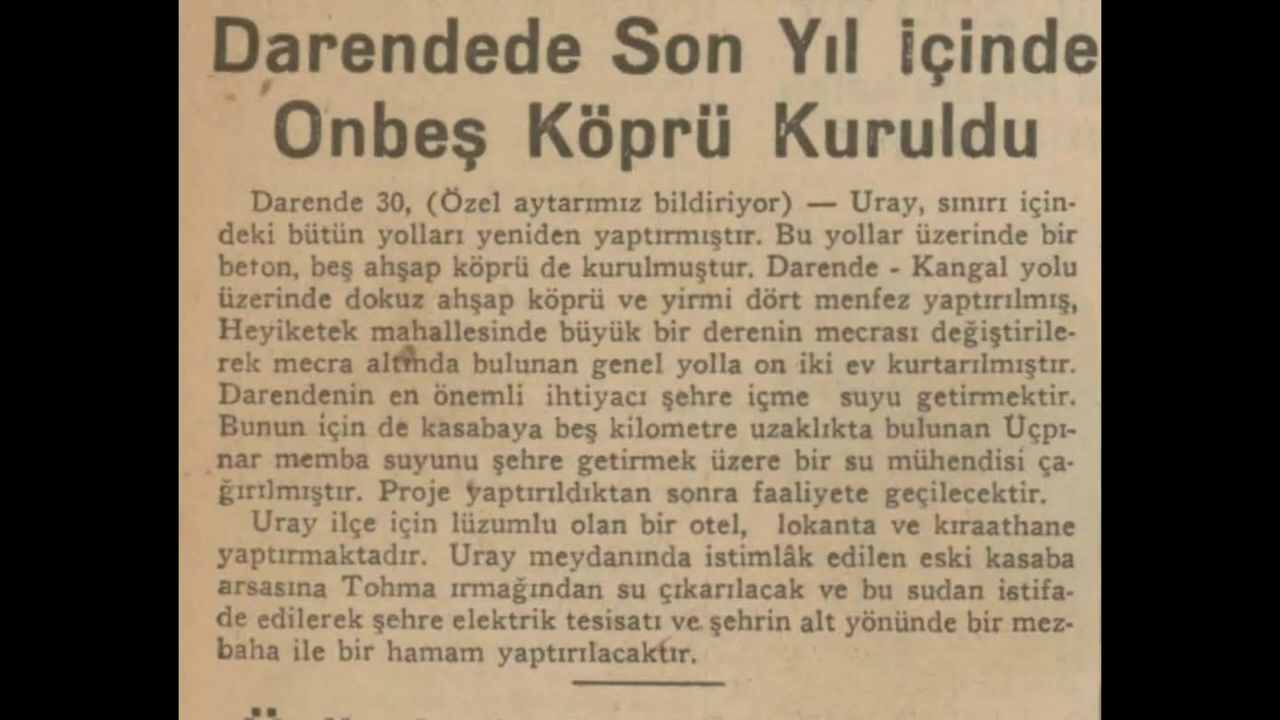 Darendede Son Yıl içinde
Onbeş Köprü Kuruldu
Darende 30, (Özel aytarımız bildiriyor) — Uray, sınırı için-
deki bütün yolları yeniden yaptırmıştır. Bu yollar üzerinde bir
beton, beş ahşap köprü de kurulmuştur. Darende - Kangal yolu
üzerinde dokuz ahşap köprü ve yirmi dört menfez yaptırılmış,
Heyiketek mahallesinde büyük bir derenin mecrası değiştirile-
rek mecra altında bulunan genel yolla on iki ev kurtarılmıştır.
Darendenin en önemli ihtiyacı şehre içme suyu getirmektir.
Bunun için de kasabaya beş kilometre uzaklıkta bulunan Üçpı-
nar memba suyunu şehre getirmek üzere bir su mühendisi ça-
ğırılmıştır. Proje yaptırıldıktan sonra faaliyete geçilecektir.
Uray ilçe için lüzumlu olan bir otel, lokanta ve kıraathane
yaptırmaktadır. Uray meydanında istimlâk edilen eski kasaba
arsasına Tohma ırmağından su çıkarılacak ve bu sudan istifa-
de edilerek şehre elektrik tesisatı ve şehrin alt yönünde bir mez-
baha ile bir hamam yaptırılacaktır.